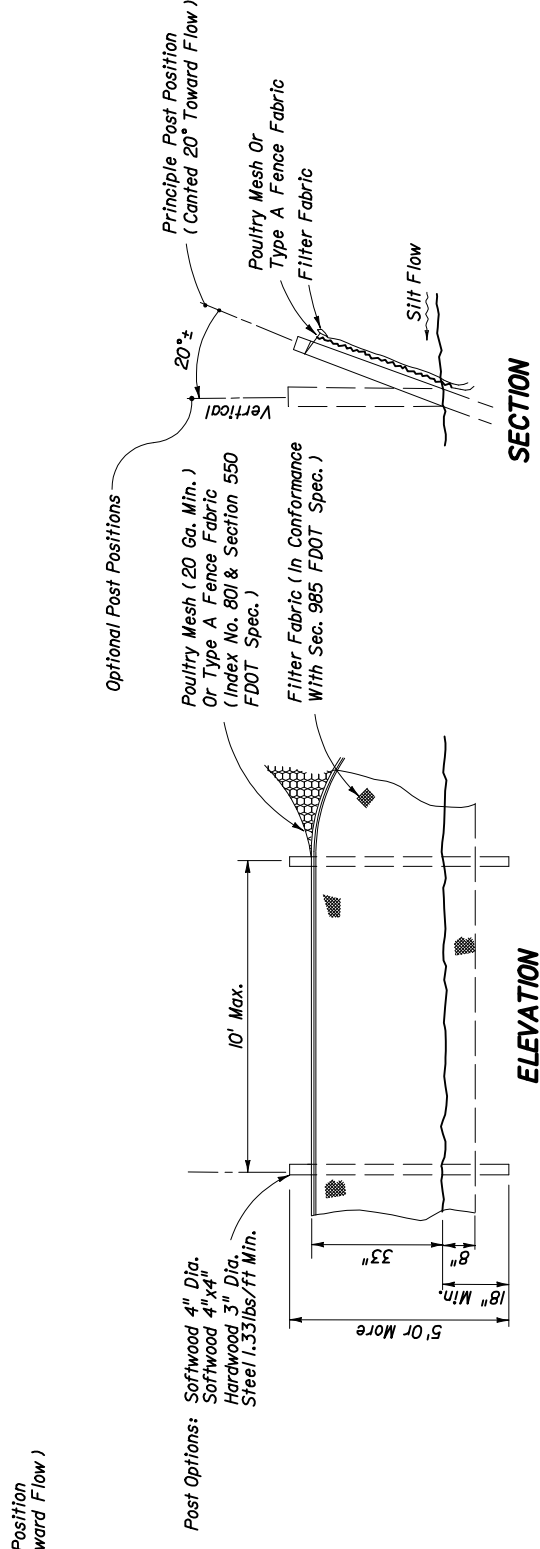 Position
ward Flow )
Post Options: Softwood 4" Dia.
Softwood 4"x4"
Hardwood 3" Dia.
Steel 1.33lbs/ft Min.
10' Max.
5' Or More
18" Min.
8"
33"
Poultry Mesh ( 20 Ga. Min. )
Or Type A Fence Fabric
( Index No. 801 & Section 550
FDOT Spec. )
Filter Fabric ( In Conformance
With Sec. 985 FDOT Spec. )
ELEVATION
Optional Post Positions
Vertical
20°±
Principle Post Position
( Canted 20° Toward Flow )
Poultry Mesh Or
Type A Fence Fabric
Filter Fabric
Silt Flow
SECTION